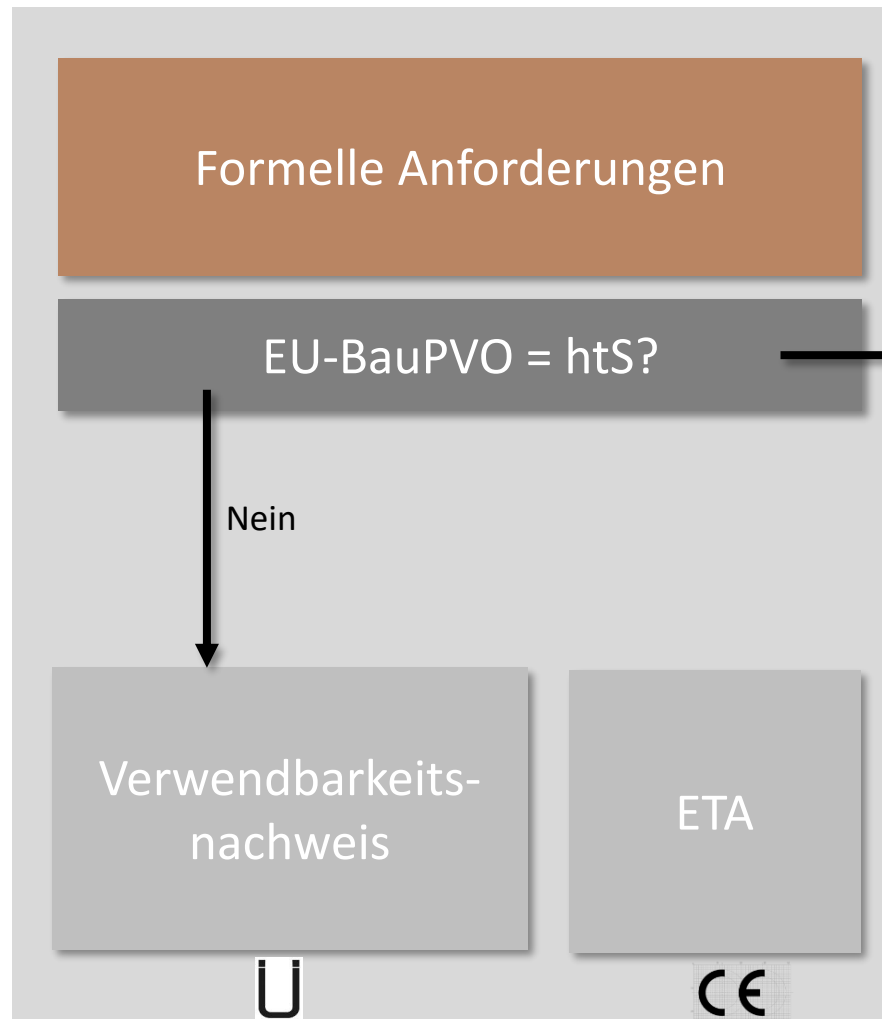 Formelle Anforderungen
EU-BauPVO = htS?
Nein
Verwendbarkeits-
nachweis
ETA
Ü
CE